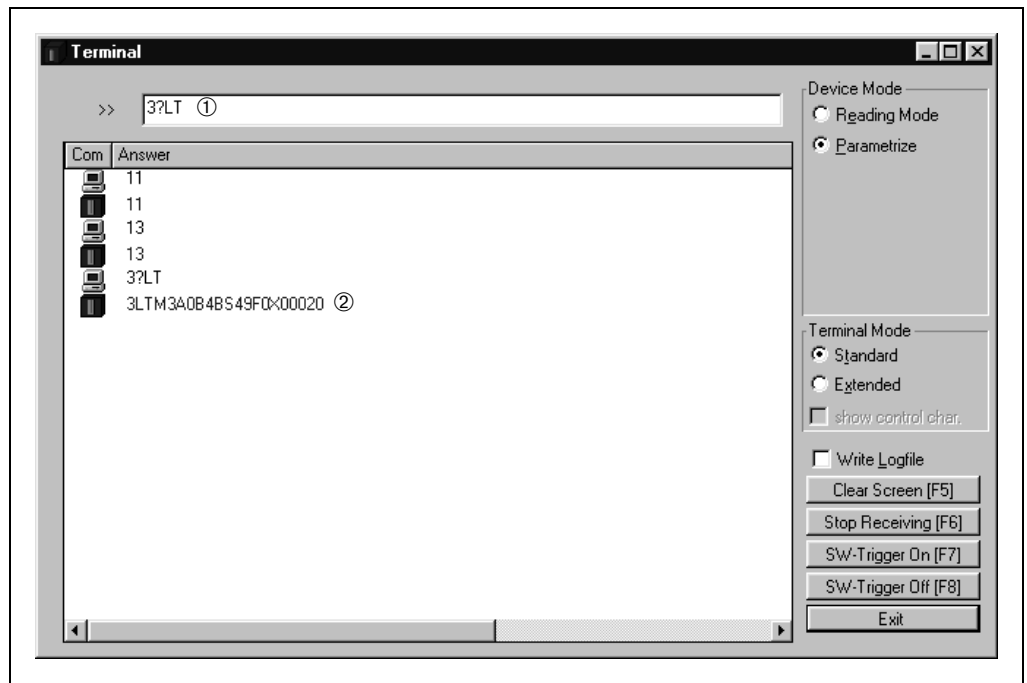 Terminal
>> 3?LT ①
Com Answer
11
11
13
13
3?LT
3LTM3A0B4BS49F0X00020 ②
Device Mode
Reading Mode
Parametrize
Terminal Mode
Standard
Extended
show control char.
Write Logfile
Clear Screen [F5]
Stop Receiving [F6]
SW-Trigger On [F7]
SW-Trigger Off [F8]
Exit